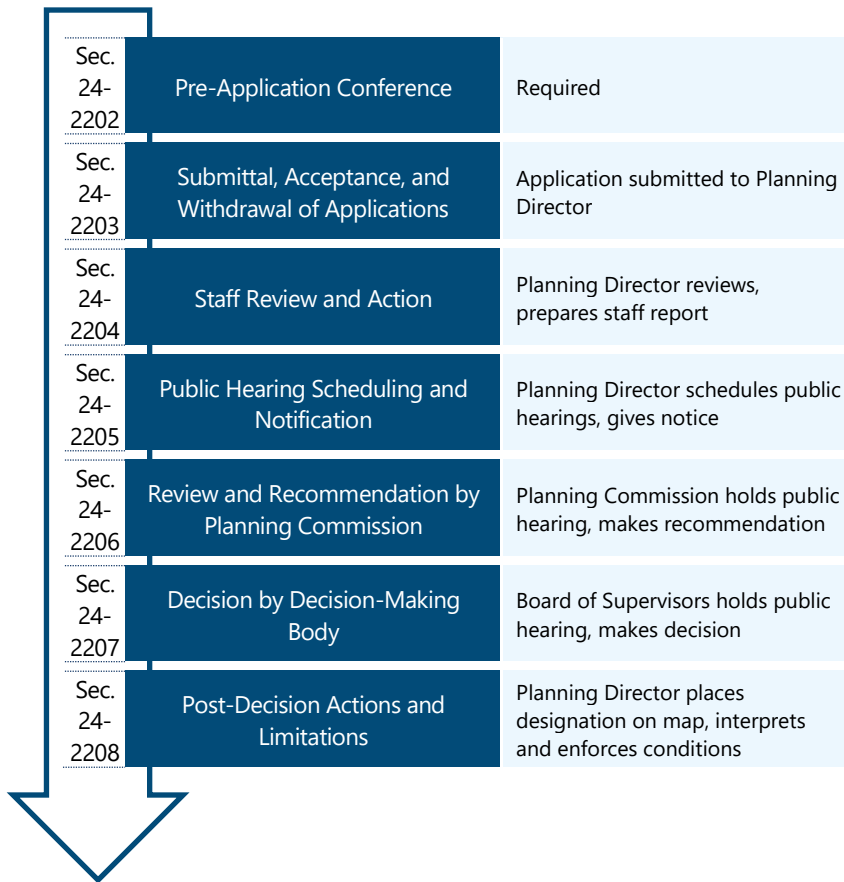 Sec.
24-
2202
Pre-Application Conference
Required
Sec.
24-
2203
Submittal, Acceptance, and
Withdrawal of Applications
Application submitted to Planning
Director
Sec.
24-
2204
Staff Review and Action
Planning Director reviews,
prepares staff report
Sec.
24-
2205
Public Hearing Scheduling and
Notification
Planning Director schedules public
hearings, gives notice
Sec.
24-
2206
Review and Recommendation by
Planning Commission
Planning Commission holds public
hearing, makes recommendation
Sec.
24-
2207
Decision by Decision-Making
Body
Board of Supervisors holds public
hearing, makes decision
Sec.
24-
2208
Post-Decision Actions and
Limitations
Planning Director places
designation on map, interprets
and enforces conditions